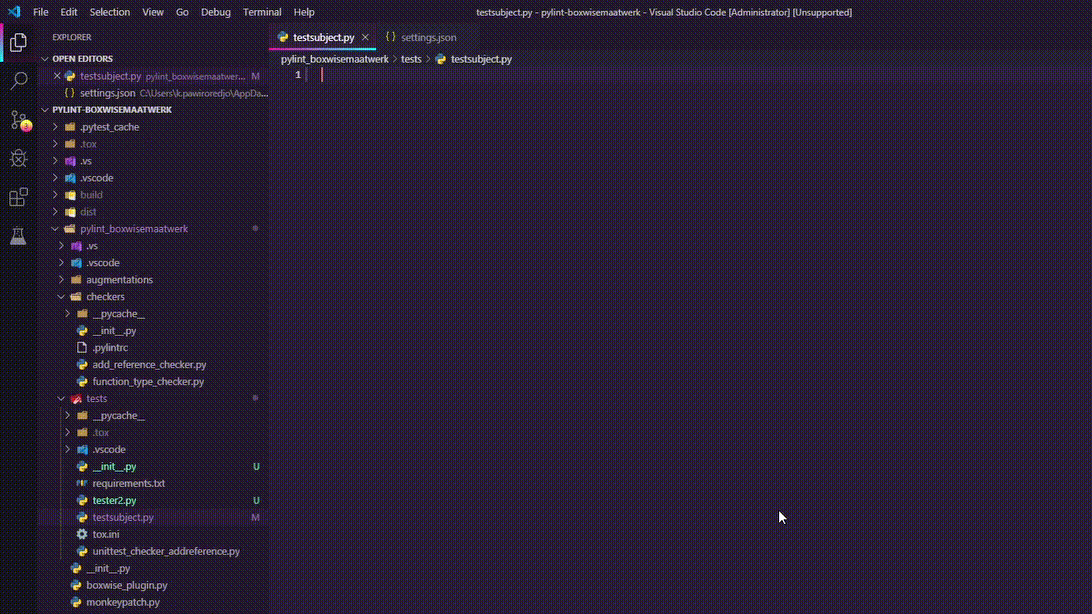 File Edit Selection View Go Debug Terminal Help testsubject.py - pylint-boxwisemaatwerk - Visual Studio Code [Administrator] [Unsupported]
EXPLORER
testsubject.py
settings.json
OPEN EDITORS
testsubject.py pylint_boxwisemaatwer... M
settings.json C:\Users\k.pawiroredjo\AppDa...
pylint_boxwisemaatwerk > tests > testsubject.py
1
PYLINT-BOXWISEMAATWERK
.pytest_cache
.tox
.vs
.vscode
build
dist
pylint_boxwisemaatwerk
.vs
.vscode
augmentations
checkers
__pycache__
__init__.py
.pylintrc
add_reference_checker.py
function_type_checker.py
tests
__pycache__
.tox
.vscode
__init__.py U
requirements.txt
tester2.py U
testsubject.py M
tox.ini
unittest_checker_addreference.py
__init__.py
boxwise_plugin.py
monkeypatch.py